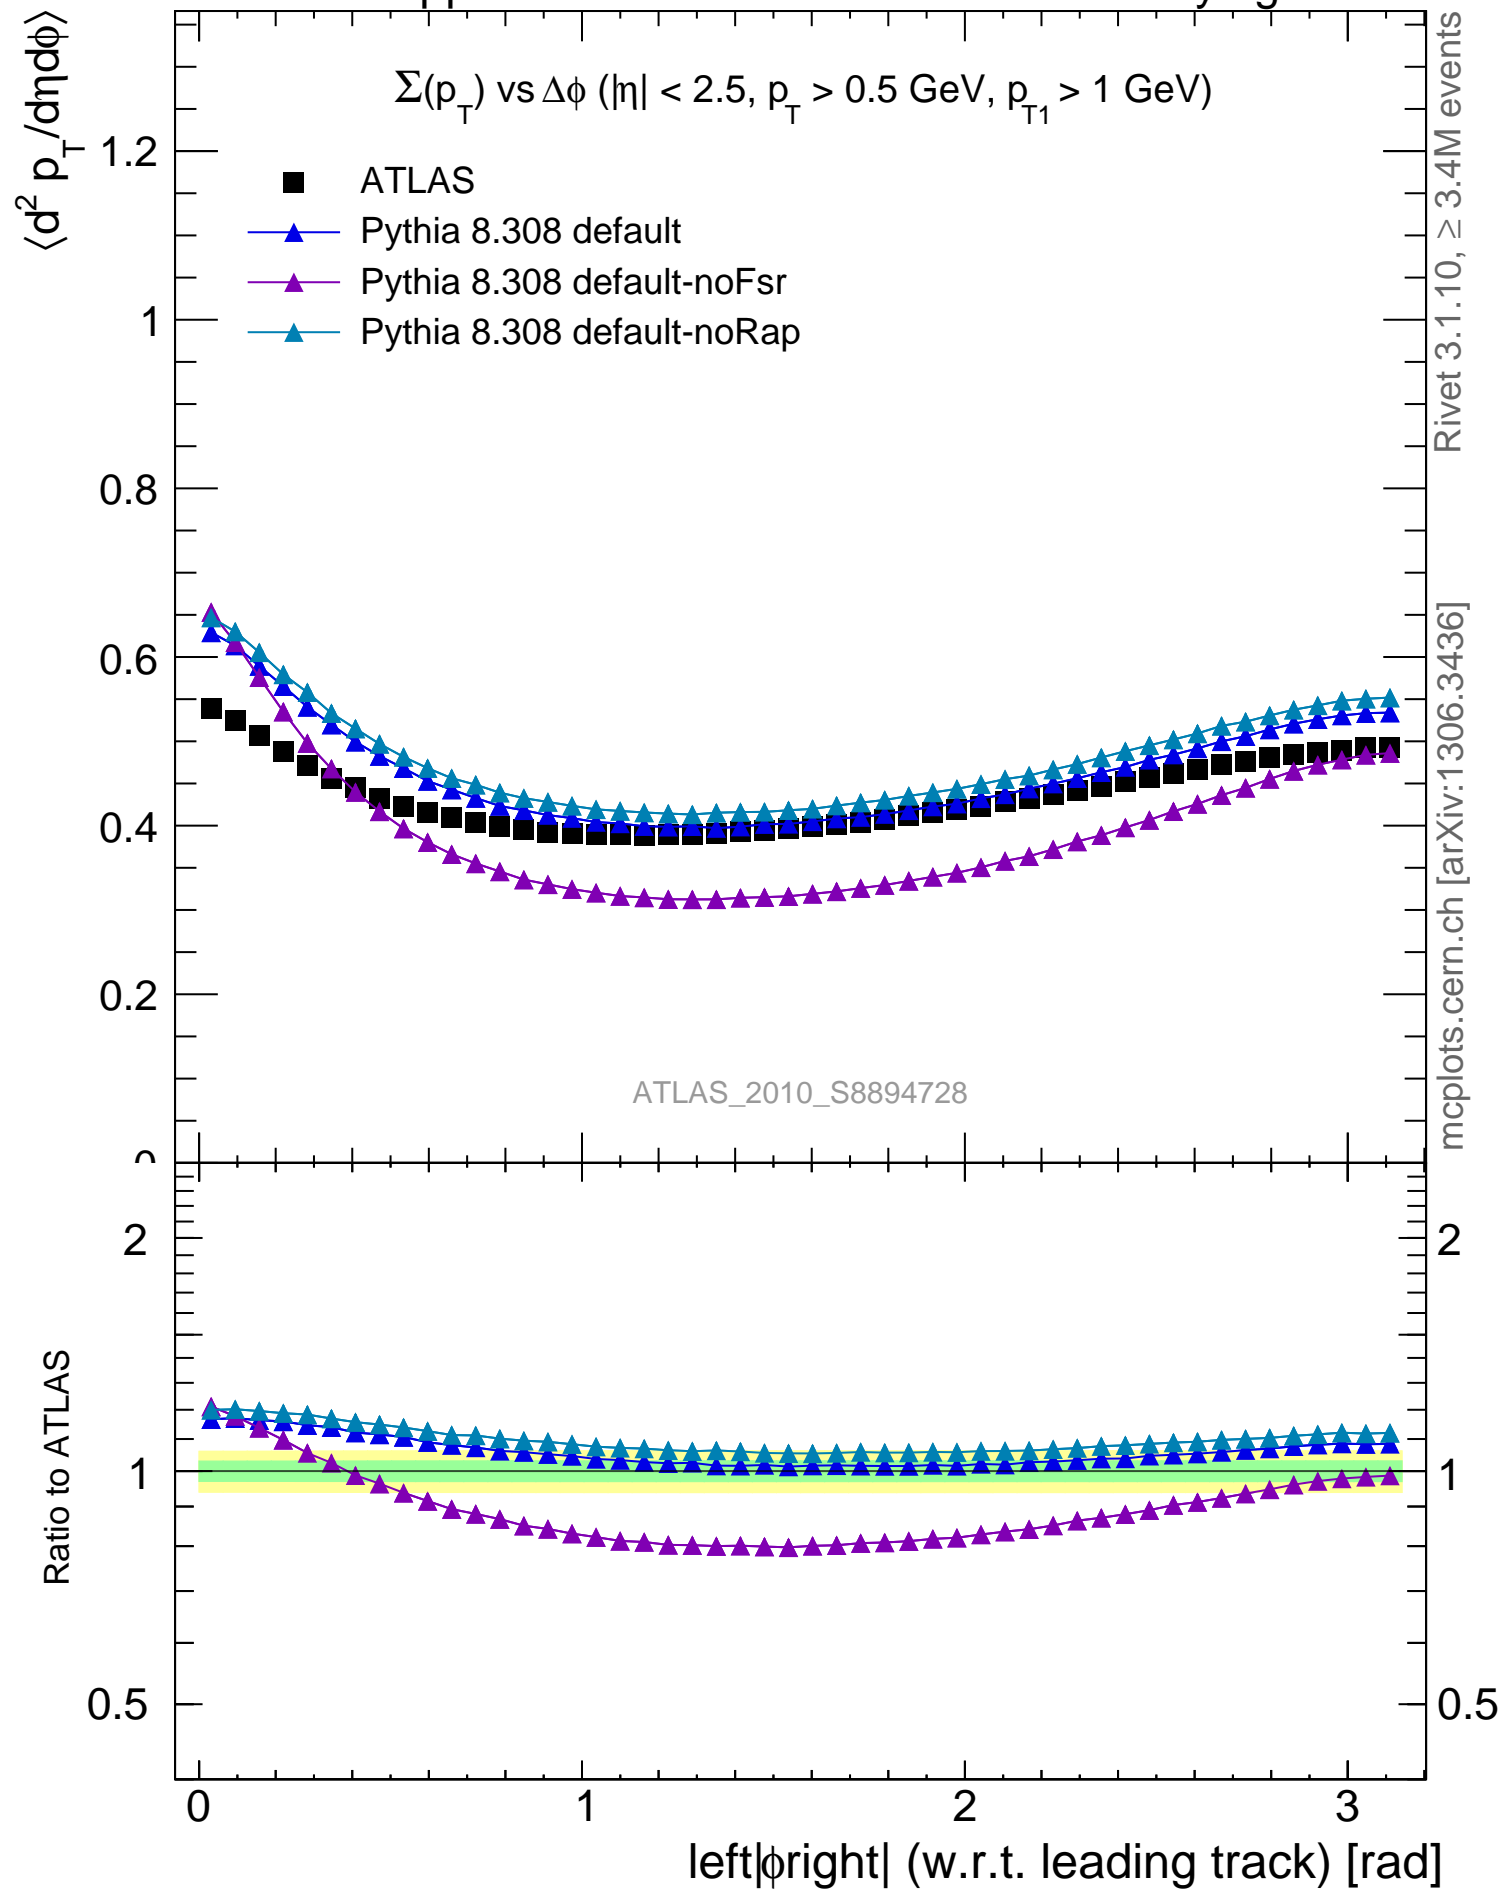 pp
Σ(p_T) vs Δϕ (|η| < 2.5, p_T > 0.5 GeV, p_T1 > 1 GeV)
⟨d² p_T/dηdϕ⟩
ATLAS
Pythia 8.308 default
Pythia 8.308 default-noFsr
Pythia 8.308 default-noRap
1.2
1
0.8
0.6
0.4
0.2
0
ATLAS_2010_S8894728
Rivet 3.1.10, ≥ 3.4M events
mcplots.cern.ch [arXiv:1306.3436]
Ratio to ATLAS
2
1
0.5
2
1
0.5
0 1 2 3
left|ϕright| (w.r.t. leading track) [rad]